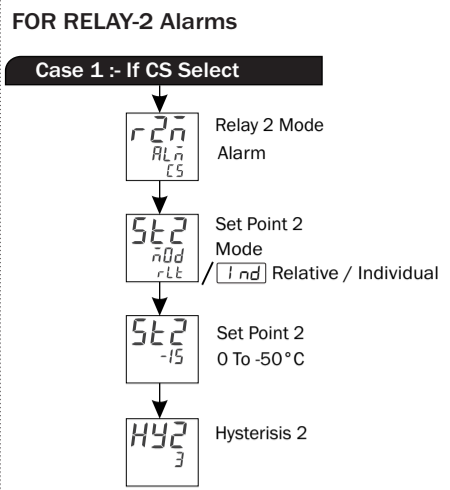 FOR RELAY-2 Alarms
Case 1 :- If CS Select
r2m
ALm
CS
Relay 2 Mode
Alarm
St2
mOd
rLt
Set Point 2
Mode
/ Ind Relative / Individual
St2
-15
Set Point 2
0 To -50°C
HY2
3
Hysterisis 2